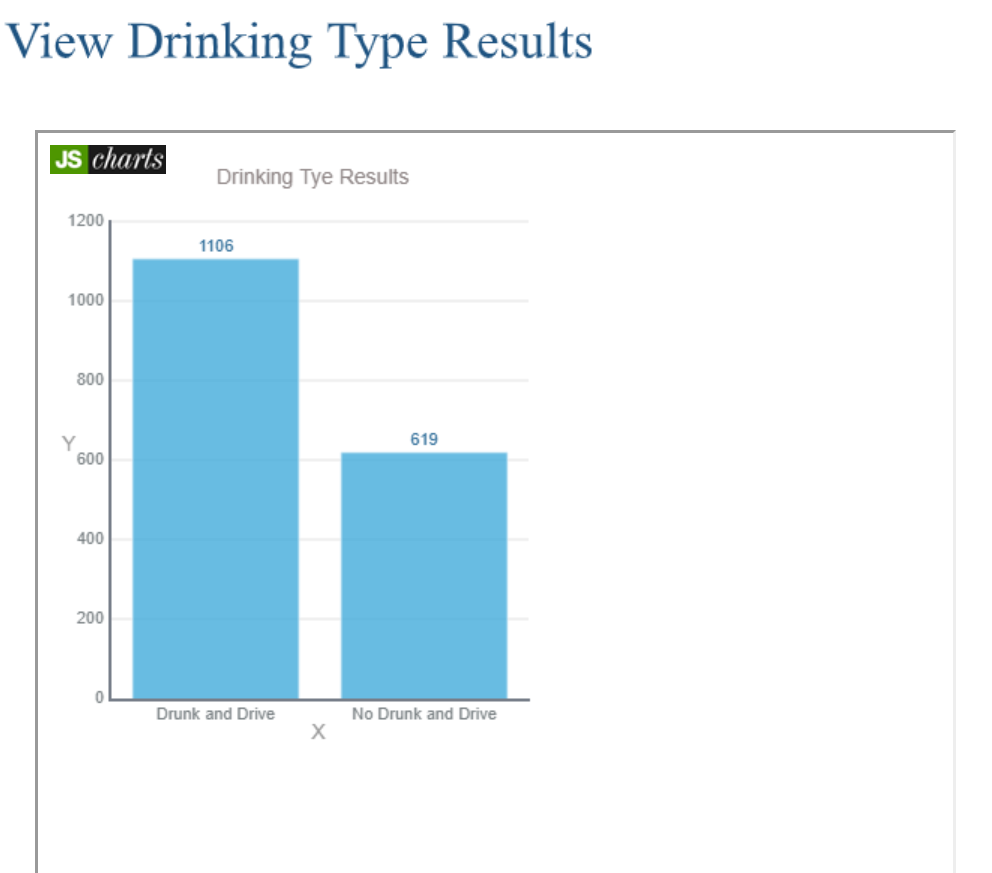 View Drinking Type Results
JS charts
Drinking Tye Results
1200
1106
1000
800
619
Y
600
400
200
0
Drunk and Drive No Drunk and Drive
X